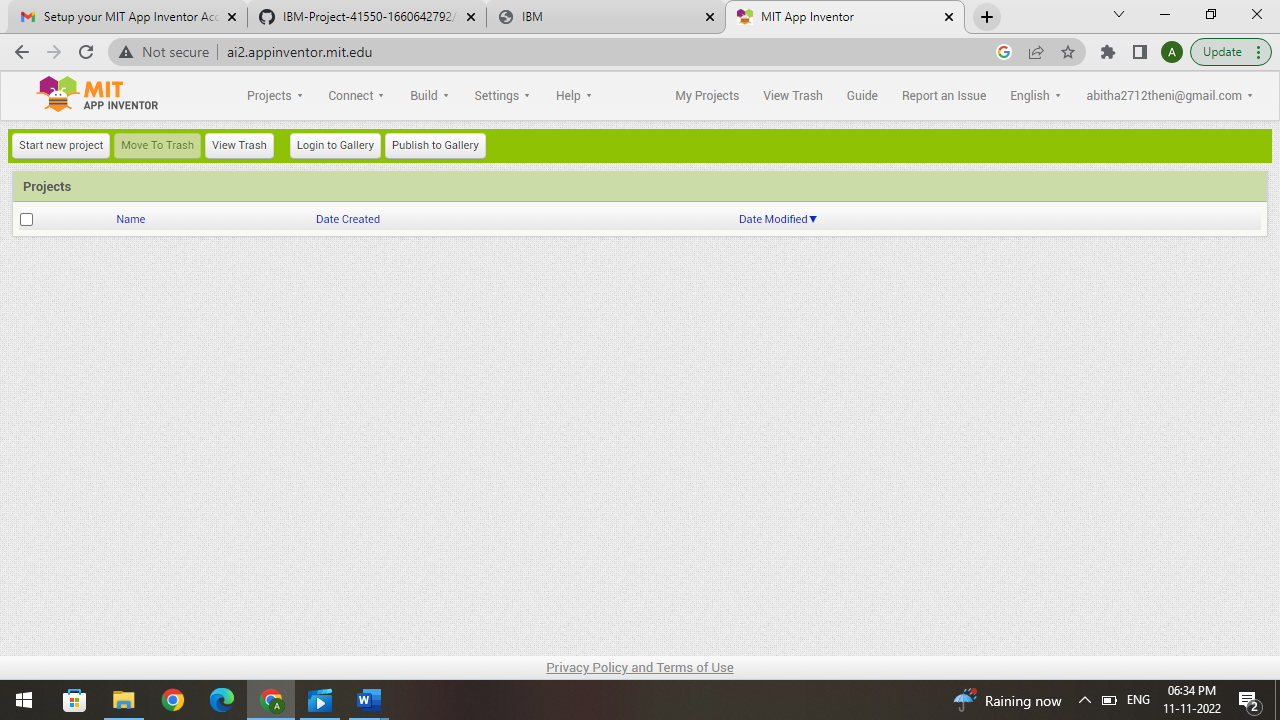 Setup your MIT App Inventor Acc
IBM-Project-41550-1660642792/
IBM
MIT App Inventor
Not secure
ai2.appinventor.mit.edu
A
Update
MIT
APP INVENTOR
Projects
Connect
Build
Settings
Help
My Projects
View Trash
Guide
Report an Issue
English
abitha2712theni@gmail.com
Start new project
Move To Trash
View Trash
Login to Gallery
Publish to Gallery
Projects
Name
Date Created
Date Modified▼
Privacy Policy and Terms of Use
A
W
Raining now
ENG
06:34 PM
11-11-2022
2